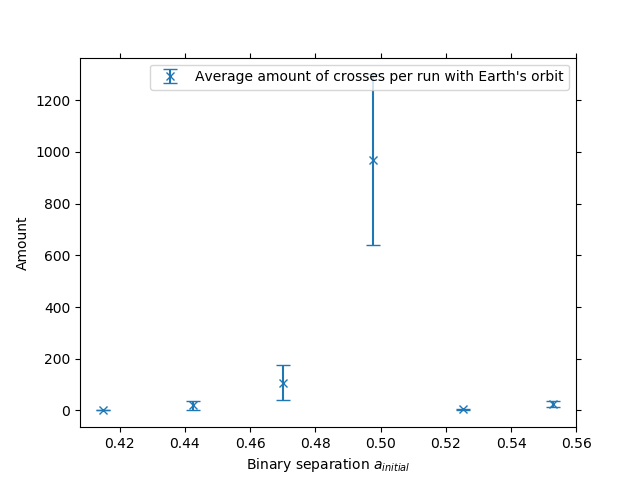 Average amount of crosses per run with Earth's orbit
1200
1000
800
600
400
200
0
Amount
0.42 0.44 0.46 0.48 0.50 0.52 0.54 0.56
Binary separation a_initial